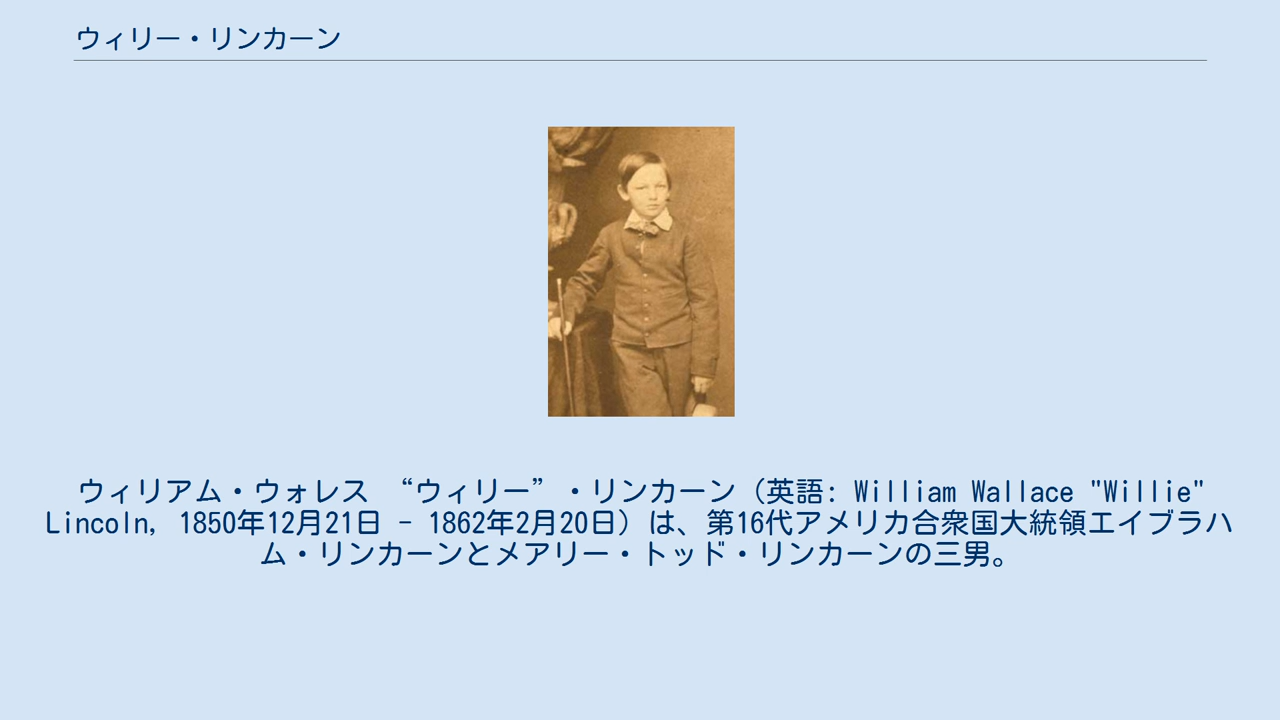 ウィリー・リンカーン
ウィリアム・ウォレス “ウィリー”・リンカーン（英語: William Wallace "Willie"
Lincoln, 1850年12月21日 - 1862年2月20日）は、第16代アメリカ合衆国大統領エイブラハ
ム・リンカーンとメアリー・トッド・リンカーンの三男。